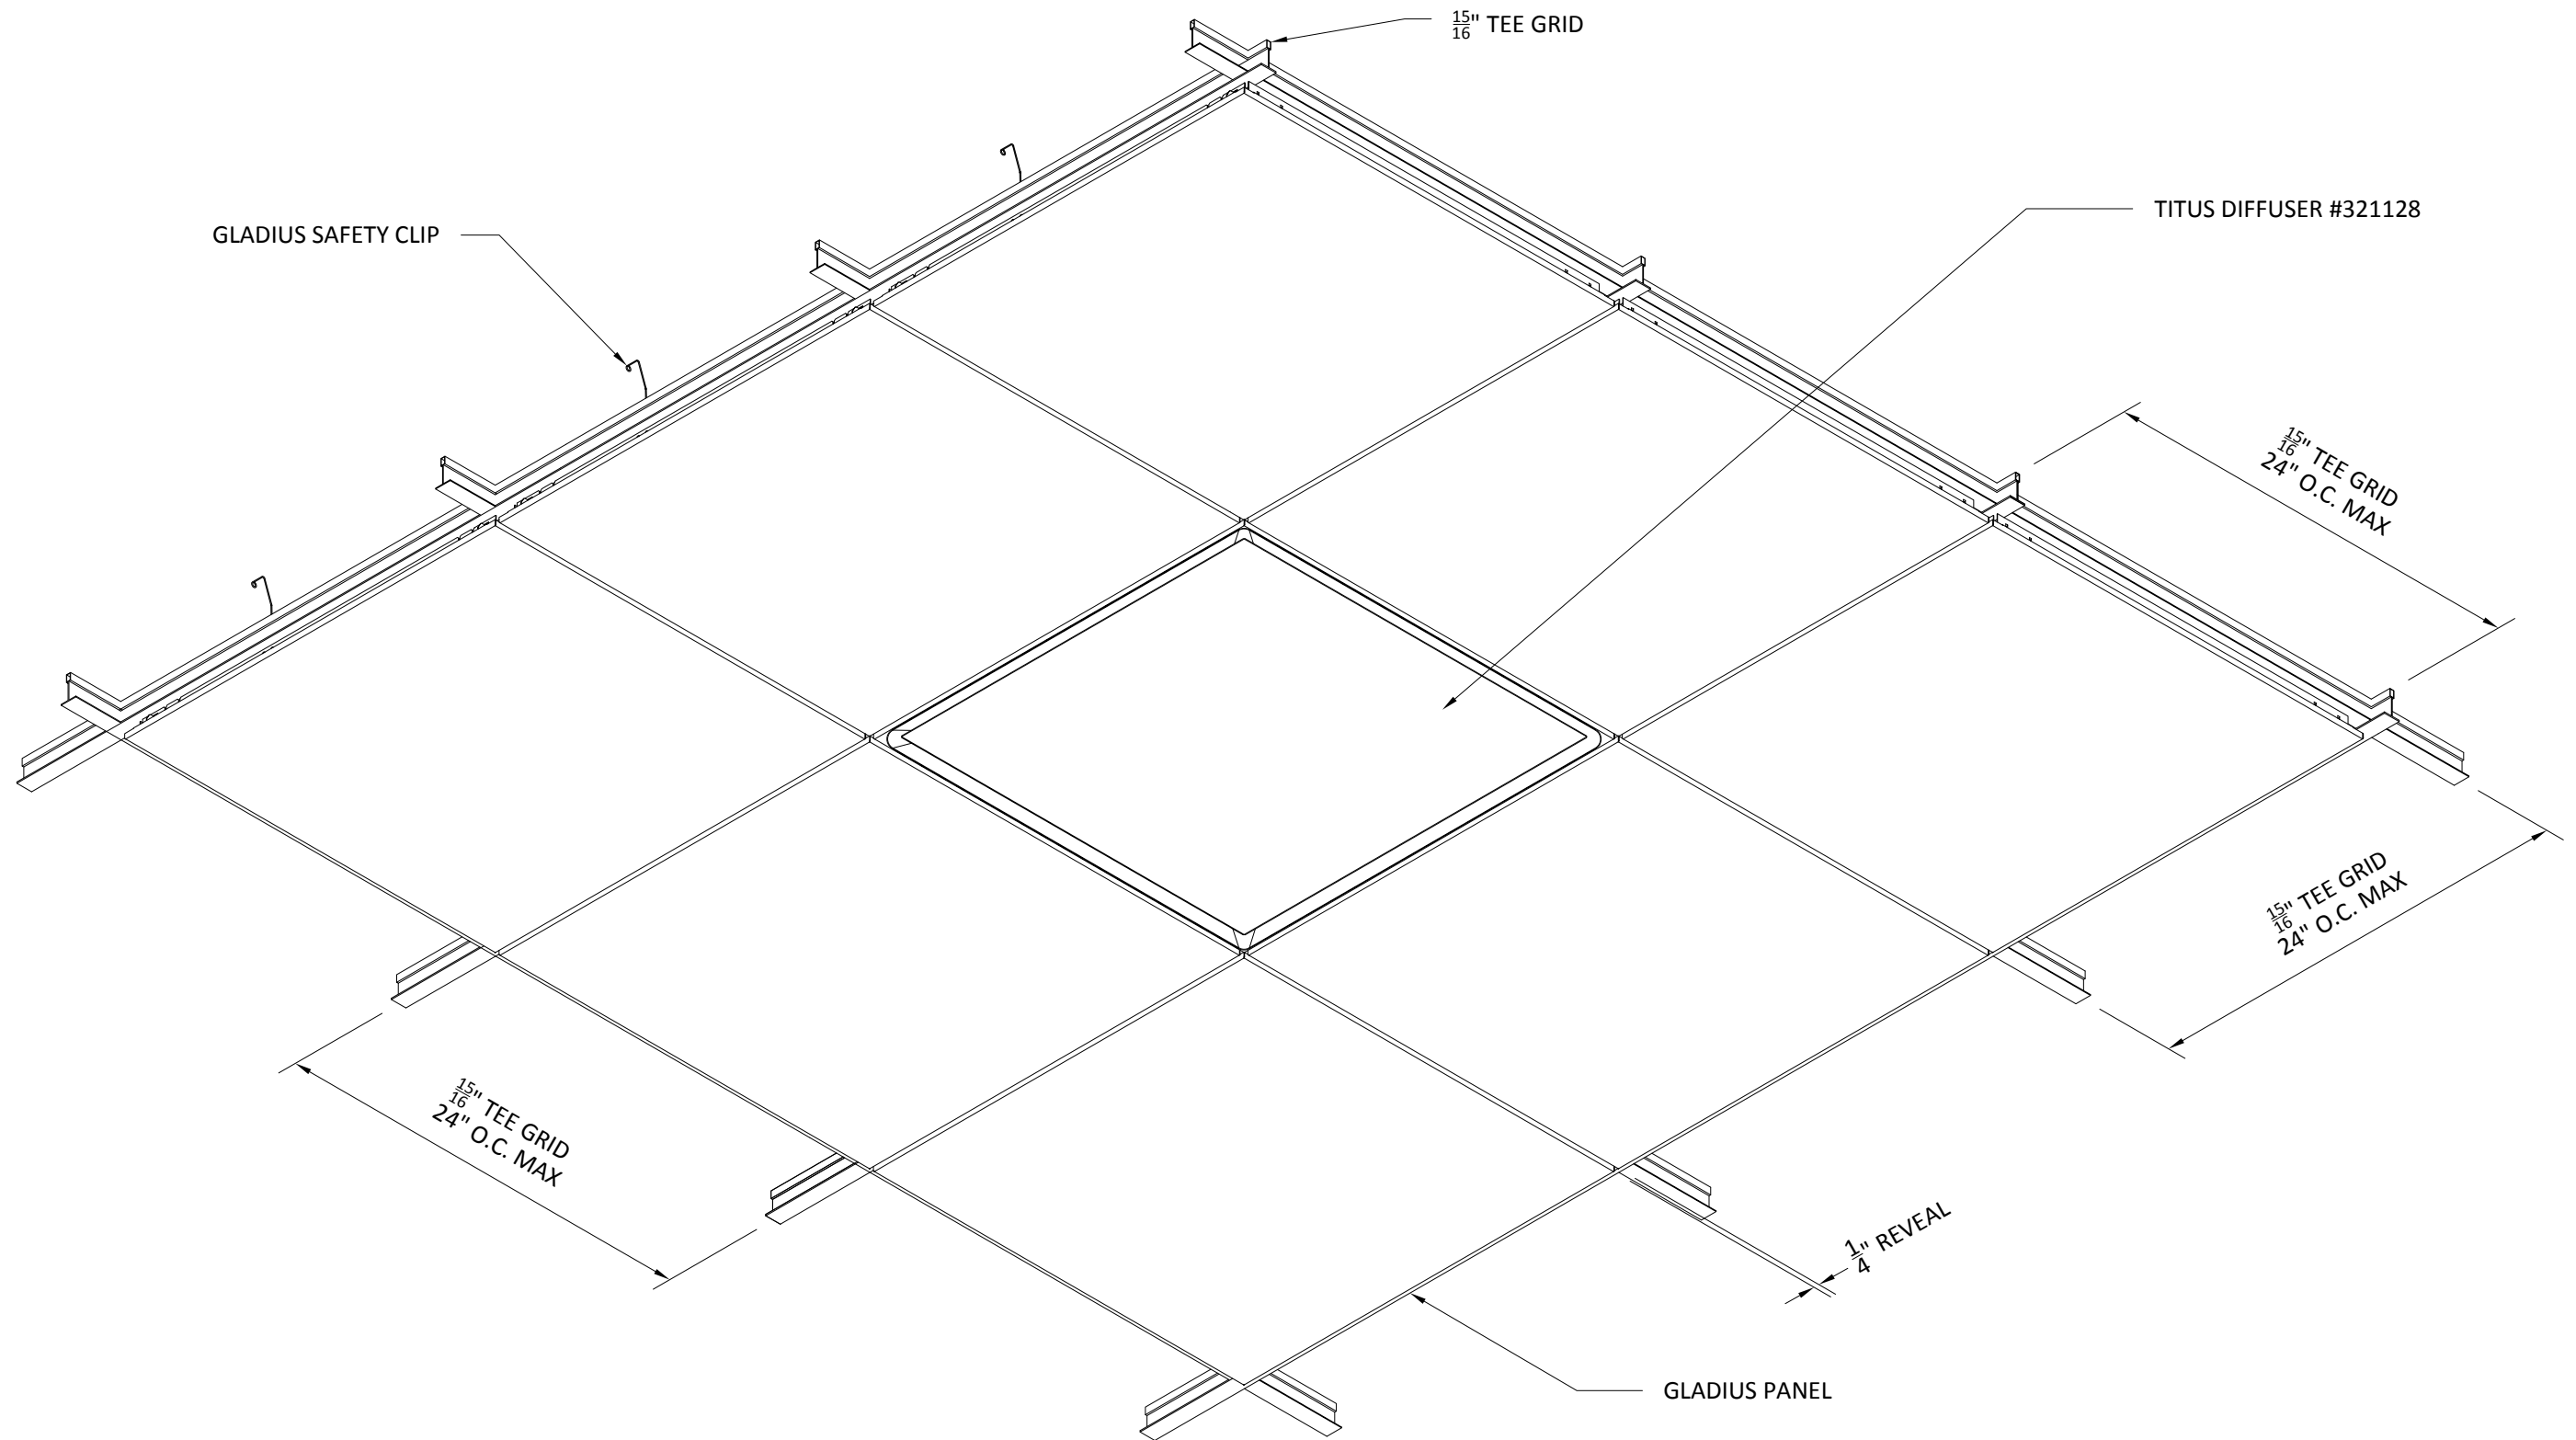 15/16" TEE GRID
TITUS DIFFUSER #321128
GLADIUS SAFETY CLIP
15/16" TEE GRID
24" O.C. MAX
15/16" TEE GRID
24" O.C. MAX
15/16" TEE GRID
24" O.C. MAX
1/4" REVEAL
GLADIUS PANEL